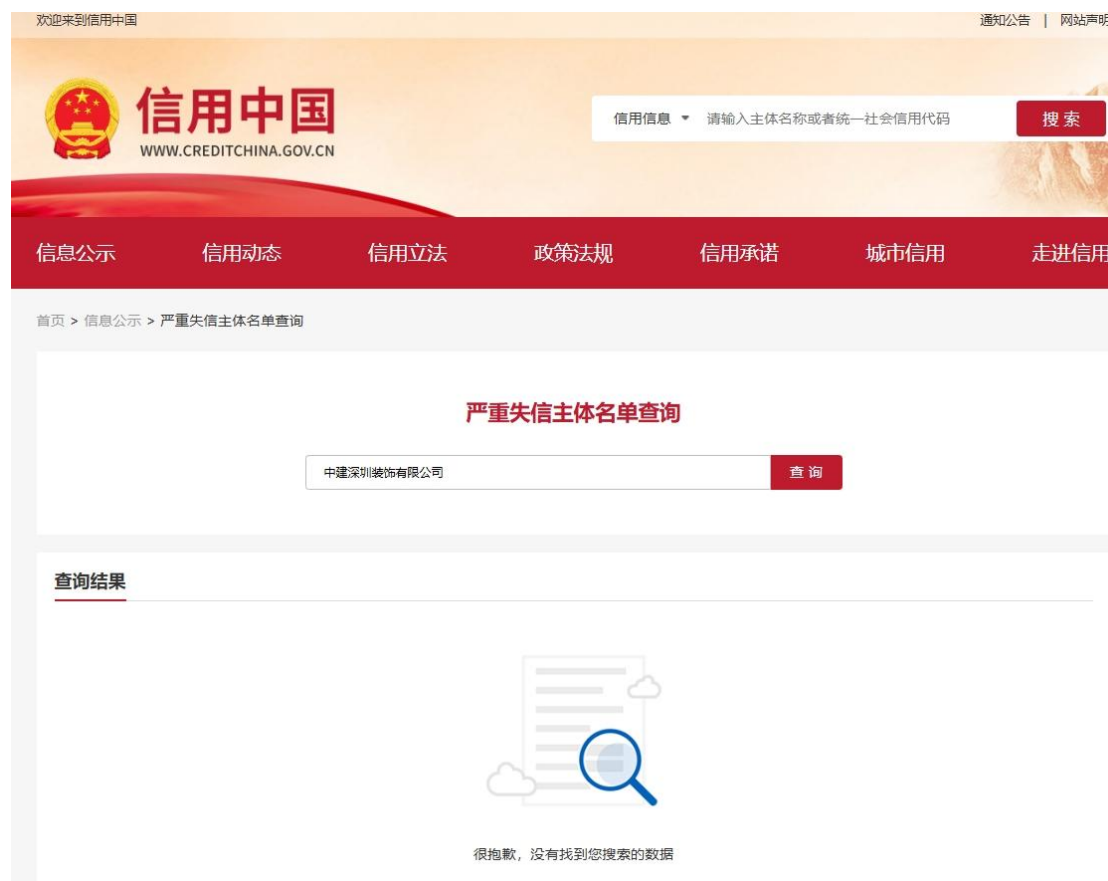 欢迎来到信用中国
通知公告 | 网站声明
信用中国
WWW.CREDITCHINA.GOV.CN
信用信息 请输入主体名称或者统一社会信用代码 搜索
信息公示 信用动态 信用立法 政策法规 信用承诺 城市信用 走进信用
首页 > 信息公示 > 严重失信主体名单查询
严重失信主体名单查询
中建深圳装饰有限公司 查询
查询结果
很抱歉，没有找到您搜索的数据